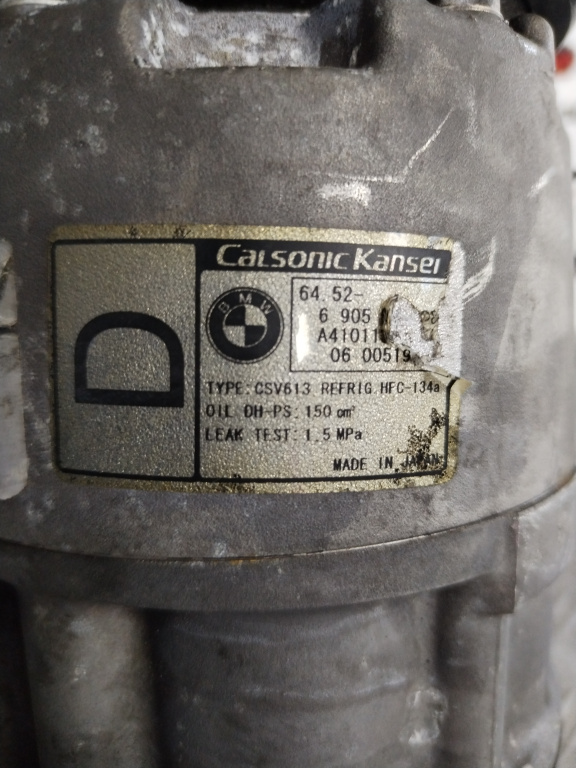 D
Calsonic Kansei
BMW
64 52-
6 905
06 00519
TYPE: CSV613 REFRIG. HFC-134a
OIL DH-PS: 150 cm³
LEAK TEST: 1.5 MPa
MADE IN JAPAN